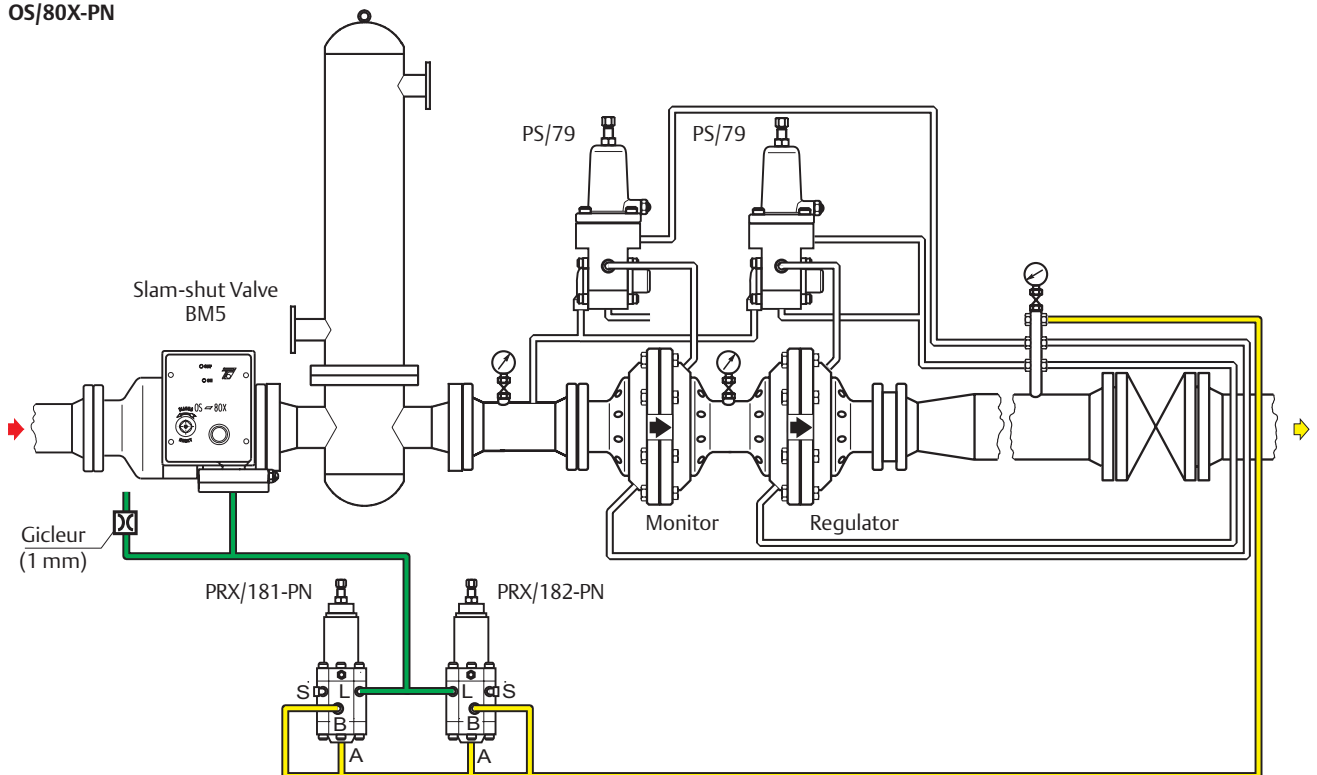 OS/80X-PN
PS/79
PS/79
Slam-shut Valve
BM5
OS
80X
Gicleur
(1 mm)
Monitor
Regulator
PRX/181-PN
PRX/182-PN
S
L
L
S
B
B
A
A